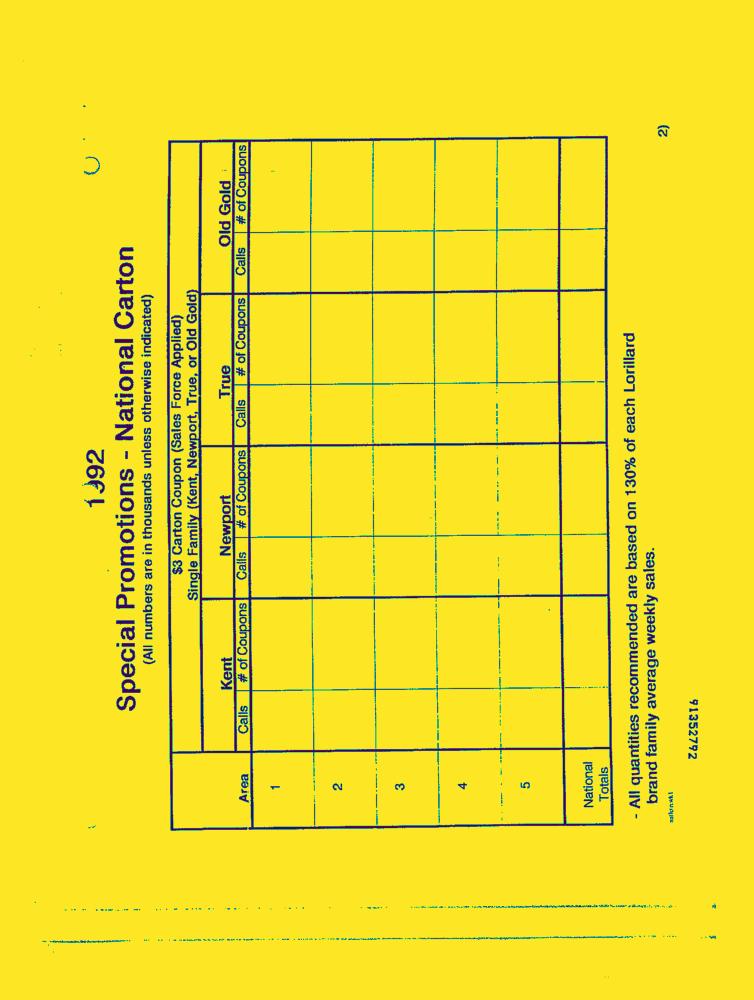 1992
Special Promotions - National Carton
(All numbers are in thousands unless otherwise indicated)
$3 Carton Coupon (Sales Force Applied)
Single Family (Kent, Newport, True, or Old Gold)
Kent Newport True Old Gold
Area Calls # of Coupons Calls # of Coupons Calls # of Coupons Calls # of Coupons
1
2
3
4
5
National
Totals
- All quantities recommended are based on 130% of each Lorillard
brand family average weekly sales.
2)
91352792